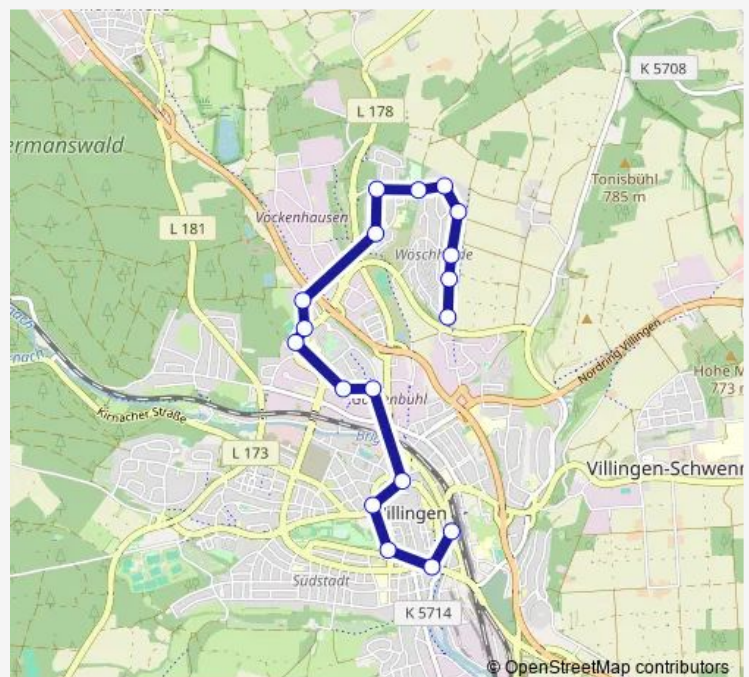 K 5708
L 178
ermanswald
Tonisbühl
785 m
Vockenhausen
L 181
Wöschhalde
Nordring Villingen
Hohe M
773 m
Kirnacher Straße
L 173
Villingen-Schwenn
Villingen
Südstadt
K 5714
© OpenStreetMap contributors